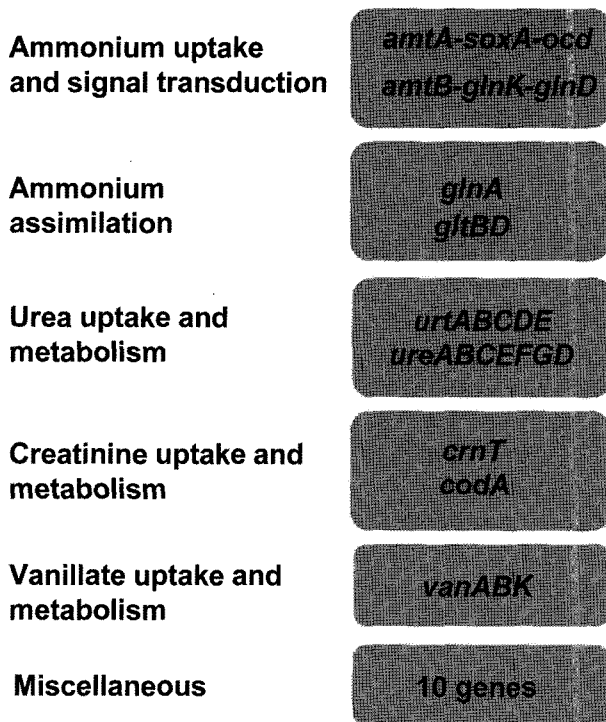 Ammonium uptake
and signal transduction
amtA-soxA-ocd
amtB-glnK-glnD
Ammonium
assimilation
glnA
gltBD
Urea uptake and
metabolism
urtABCDE
ureABCEFGD
Creatinine uptake and
metabolism
crnT
codA
Vanillate uptake and
metabolism
vanABK
Miscellaneous
10 genes